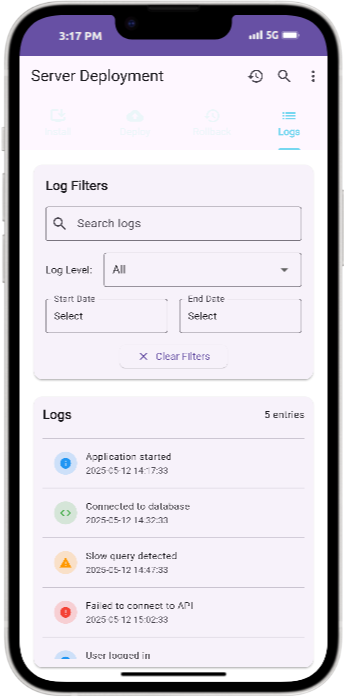 3:17 PM 5G
Server Deployment
Logs
Log Filters
Search logs
Log Level: All
Start Date End Date
Select Select
Clear Filters
Logs 5 entries
Application started
2025-05-12 14:17:33
Connected to database
2025-05-12 14:32:33
Slow query detected
2025-05-12 14:47:33
Failed to connect to API
2025-05-12 15:02:33
User logged in